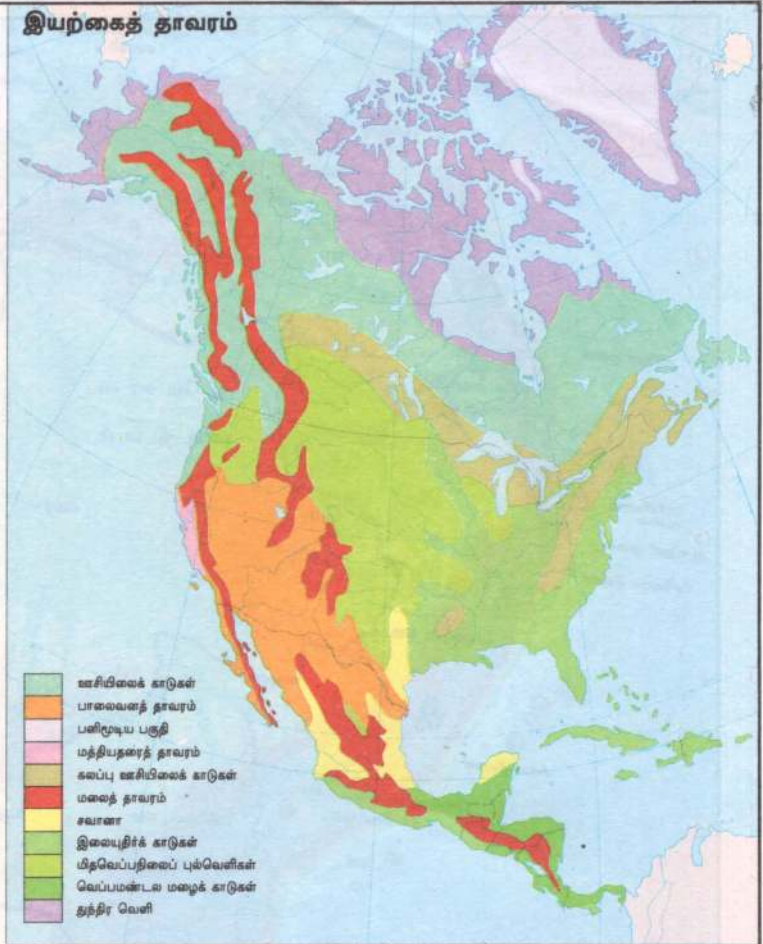 இயற்கைத் தாவரம்
ஊசியிலைக் காடுகள்
பாலைவனத் தாவரம்
பனிமூடிய பகுதி
மத்தியதரைத் தாவரம்
கலப்பு ஊசியிலைக் காடுகள்
மலைத் தாவரம்
சவானா
இலையுதிர்க் காடுகள்
மிதவெப்பநிலைப் புல்வெளிகள்
வெப்பமண்டல மழைக் காடுகள்
துந்திர வெளி